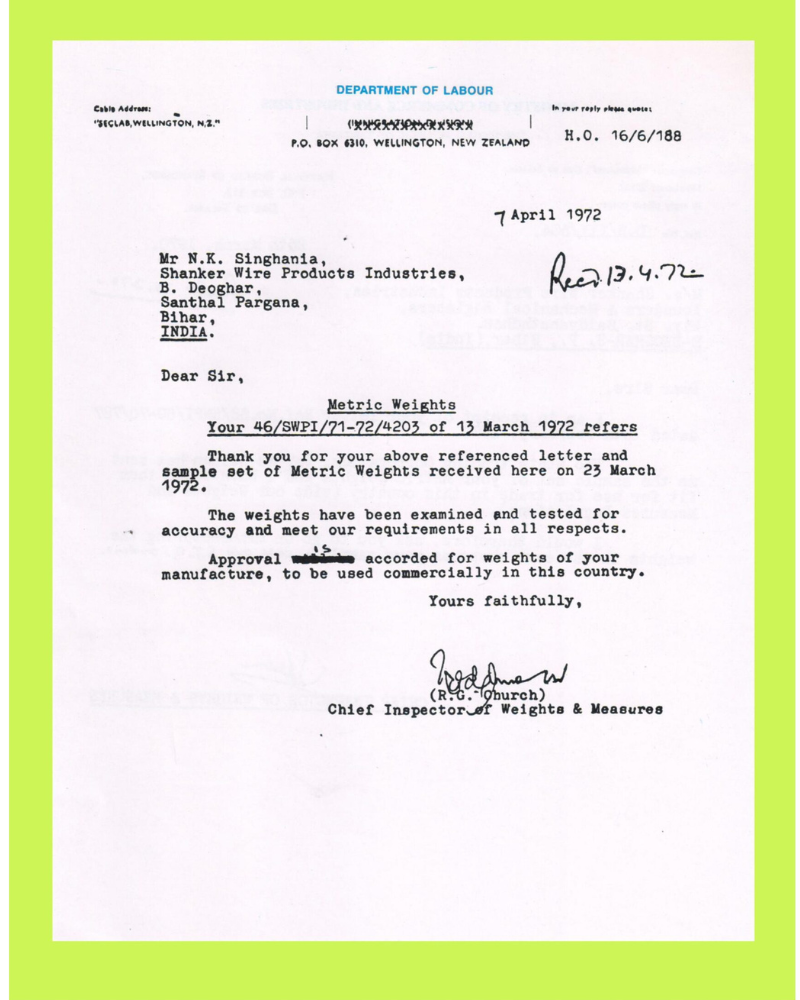 DEPARTMENT OF LABOUR
Cable Address:
"SECLAB, WELLINGTON, N.Z."
(IMMIGRATION DIVISION)
P.O. BOX 6310, WELLINGTON, NEW ZEALAND
In your reply please quote:
H.O. 16/6/188
7 April 1972
Recd. 13.4.72
Mr N.K. Singhania,
Shanker Wire Products Industries,
B. Deoghar,
Santhal Pargana,
Bihar,
INDIA.
Dear Sir,
Metric Weights
Your 46/SWPI/71-72/4203 of 13 March 1972 refers
Thank you for your above referenced letter and
sample set of Metric Weights received here on 23 March
1972.
The weights have been examined and tested for
accuracy and meet our requirements in all respects.
Approval is accorded for weights of your
manufacture, to be used commercially in this country.
Yours faithfully,
(R.G. Church)
Chief Inspector of Weights & Measures